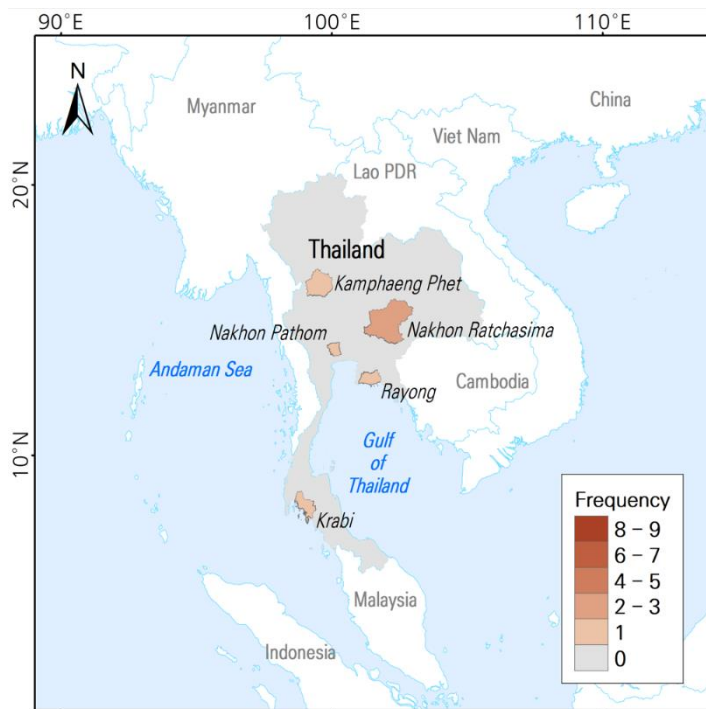 90°E
100°E
110°E
N
Myanmar
China
Viet Nam
20°N
Lao PDR
Thailand
Kamphaeng Phet
Nakhon Pathom
Nakhon Ratchasima
Andaman Sea
Rayong
Cambodia
Gulf
of
Thailand
10°N
Krabi
Malaysia
Indonesia
Frequency
8 – 9
6 – 7
4 – 5
2 – 3
1
0